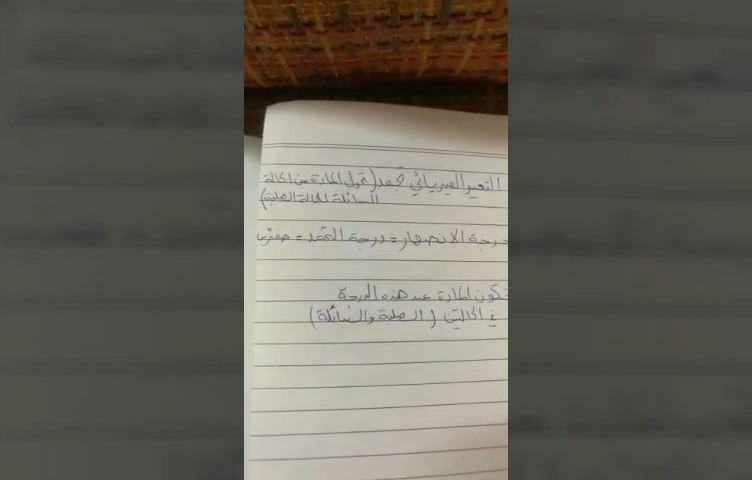 التغير الفيزيائي تجمد (تحول المادة من الحالة
السائلة للحالة الصلبة)
درجة الانصهار = درجة التجمد = صفر س
تكون المادة عند هذه الدرجة
في الحالتين (الصلبة والسائلة)